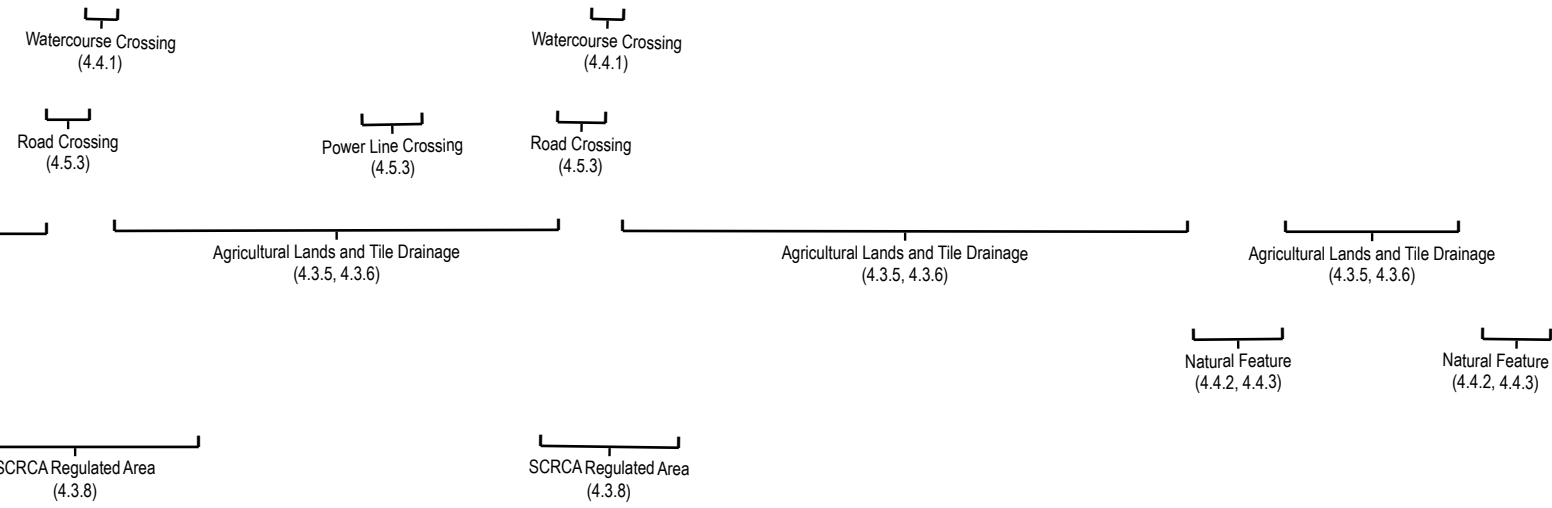 Watercourse Crossing
(4.4.1)
Watercourse Crossing
(4.4.1)
Road Crossing
(4.5.3)
Power Line Crossing
(4.5.3)
Road Crossing
(4.5.3)
Agricultural Lands and Tile Drainage
(4.3.5, 4.3.6)
Agricultural Lands and Tile Drainage
(4.3.5, 4.3.6)
Agricultural Lands and Tile Drainage
(4.3.5, 4.3.6)
Natural Feature
(4.4.2, 4.4.3)
Natural Feature
(4.4.2, 4.4.3)
SCRCA Regulated Area
(4.3.8)
SCRCA Regulated Area
(4.3.8)